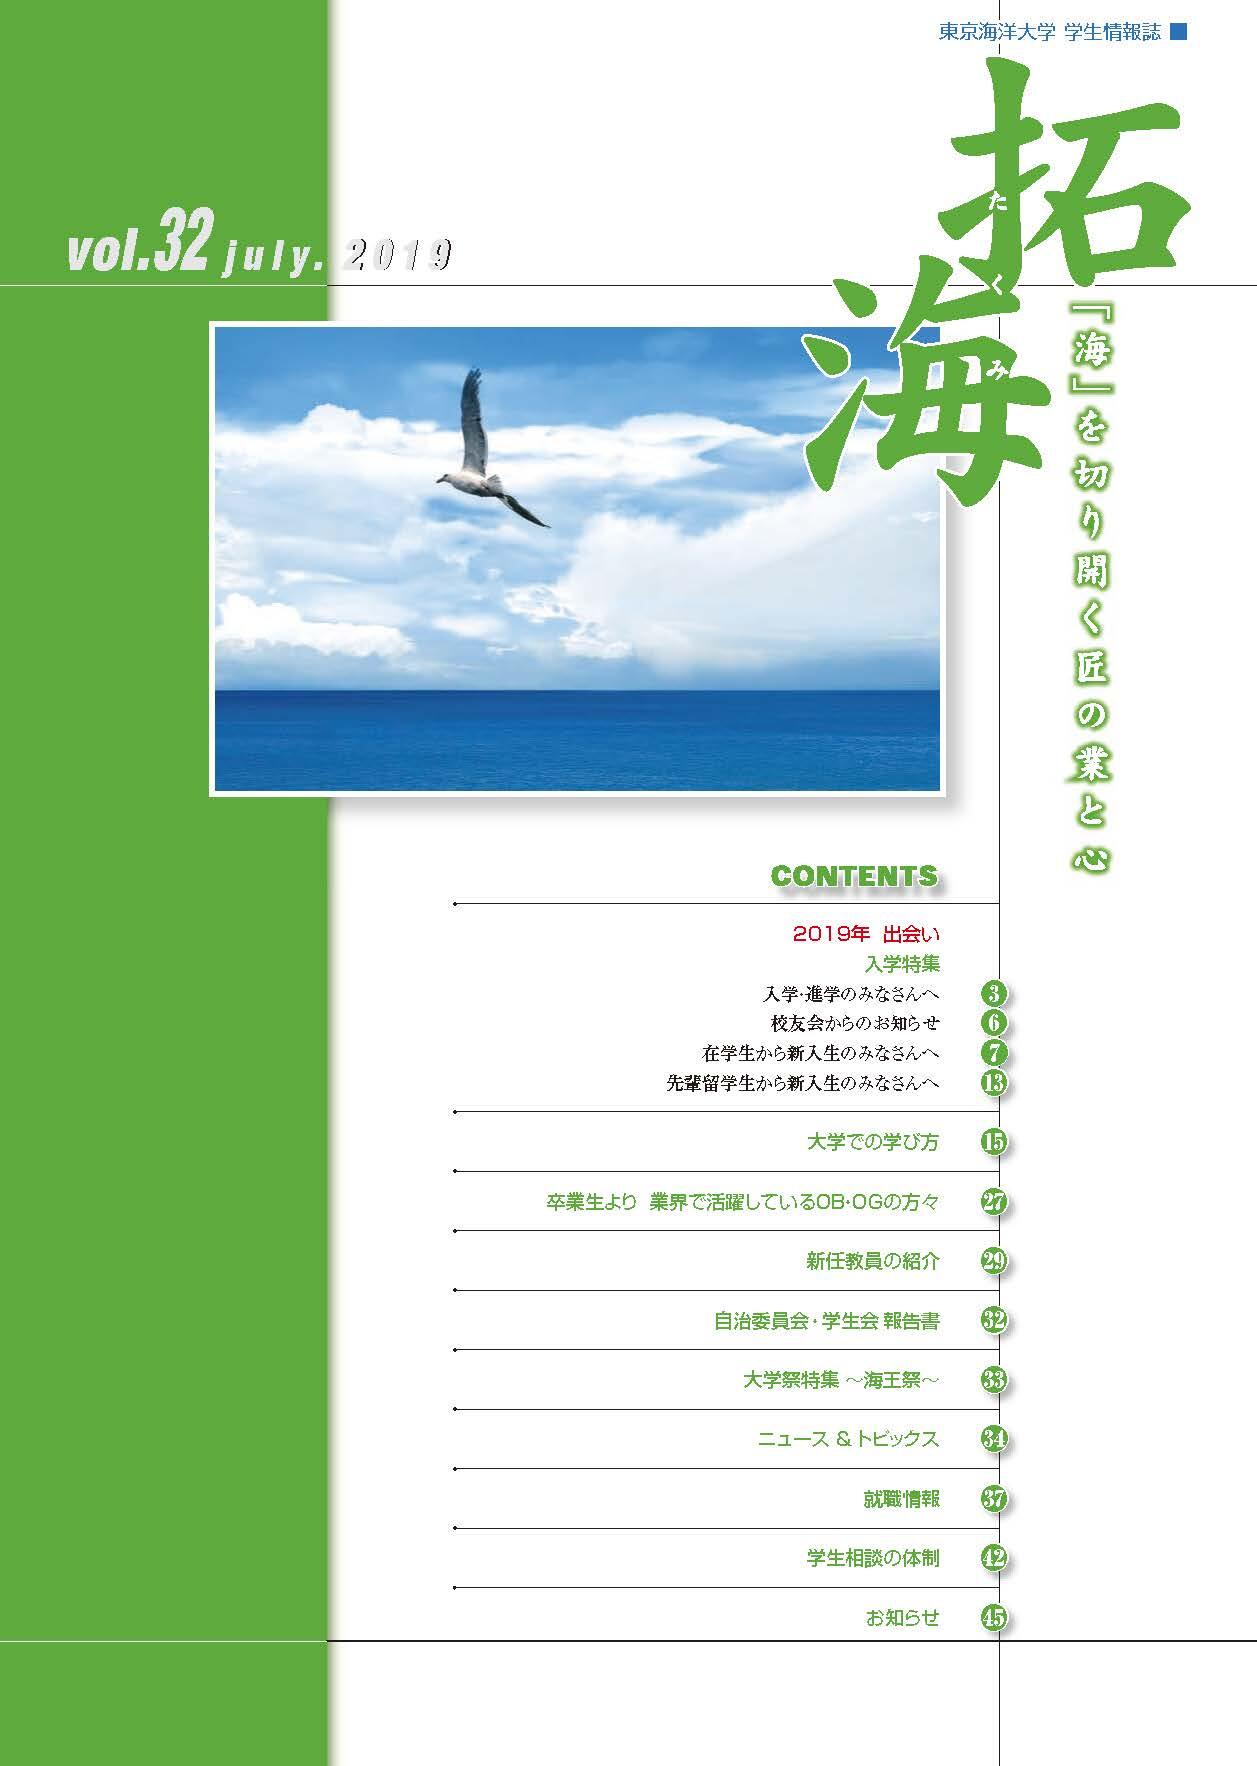 東京海洋大学 学生情報誌
拓海
たくみ
『海』を切り開く匠の業と心
vol.32 july. 2019
CONTENTS
2019年 出会い
入学特集
入学・進学のみなさんへ 3
校友会からのお知らせ 6
在学生から新入生のみなさんへ 7
先輩留学生から新入生のみなさんへ 13
大学での学び方 15
卒業生より 業界で活躍しているOB・OGの方々 27
新任教員の紹介 29
自治委員会・学生会 報告書 32
大学祭特集 ～海王祭～ 33
ニュース & トピックス 34
就職情報 37
学生相談の体制 42
お知らせ 45